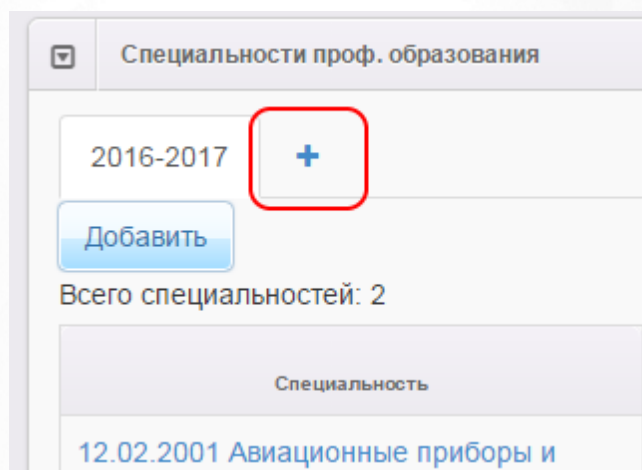 Специальности проф. образования
2016-2017 +
Добавить
Всего специальностей: 2
Специальность
12.02.2001 Авиационные приборы и